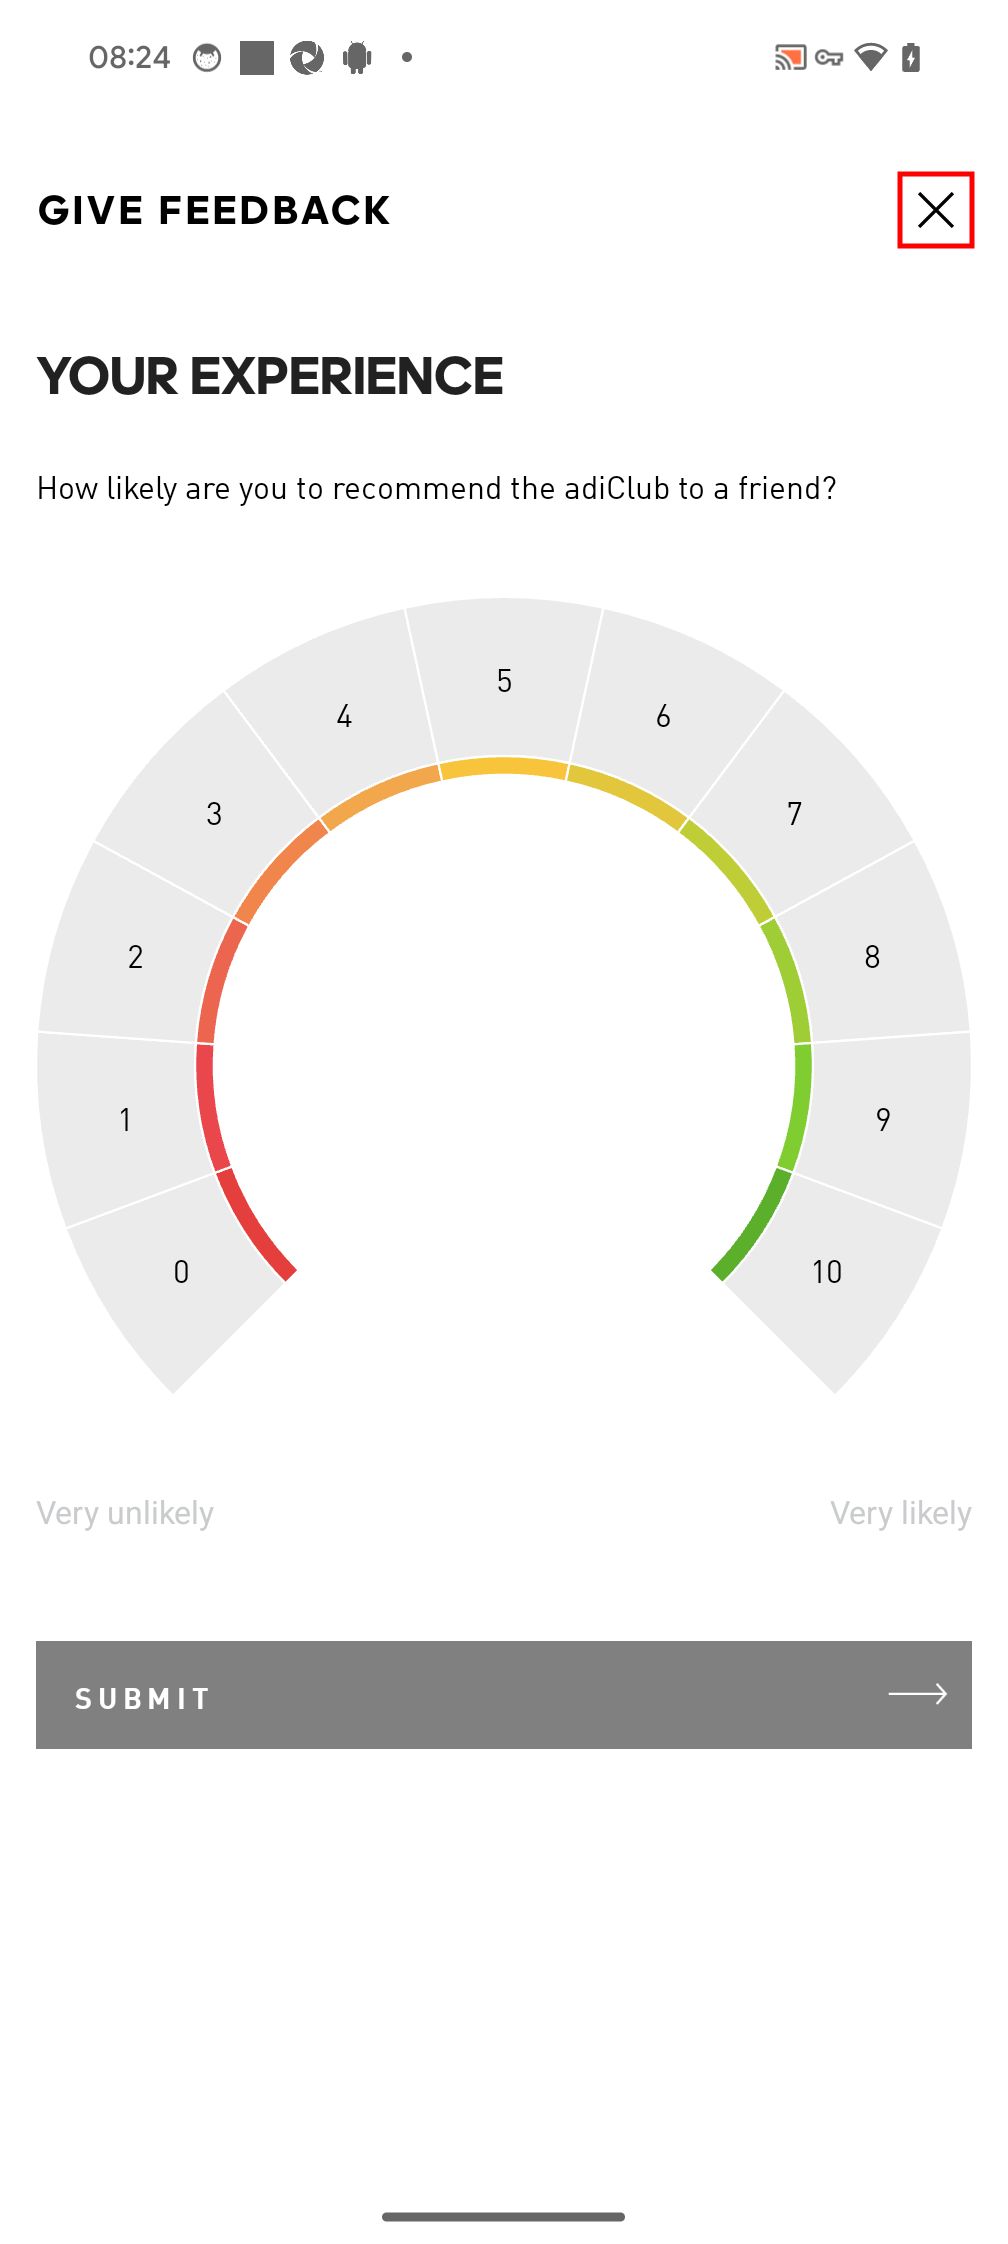 08:24
GIVE FEEDBACK
YOUR EXPERIENCE
How likely are you to recommend the adiClub to a friend?
0
1
2
3
4
5
6
7
8
9
10
Very unlikely
Very likely
SUBMIT